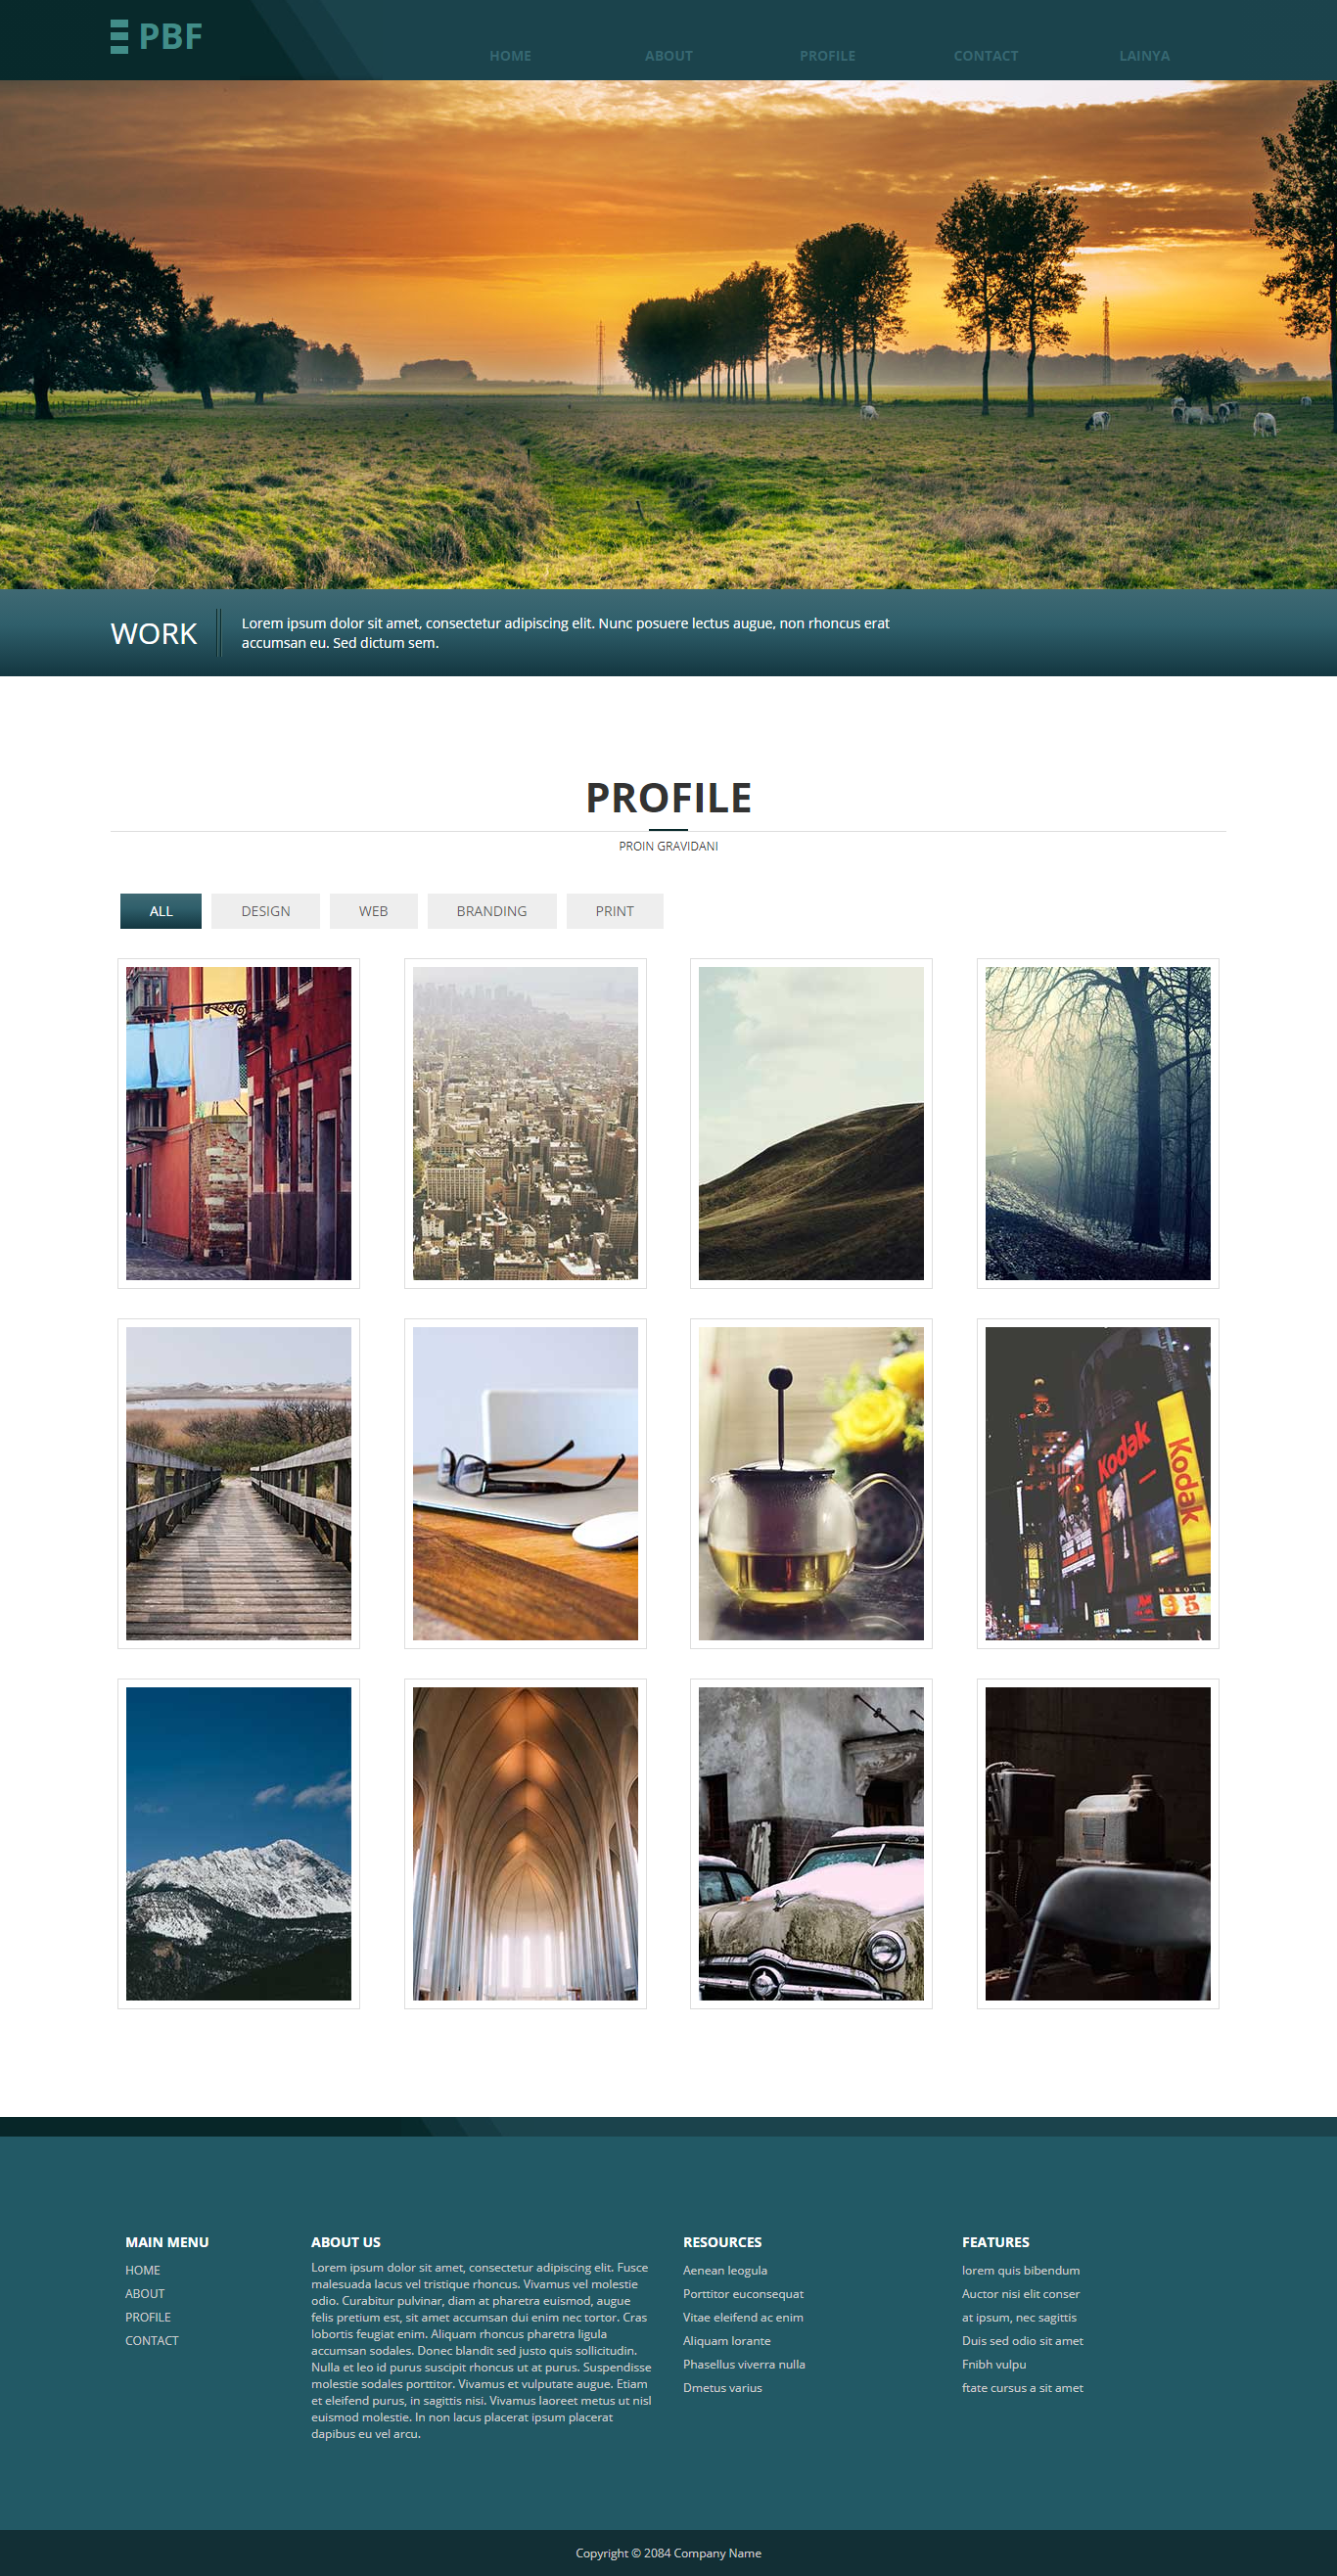 PBF
HOME
ABOUT
PROFILE
CONTACT
LAINYA
WORK
Lorem ipsum dolor sit amet, consectetur adipiscing elit. Nunc posuere lectus augue, non rhoncus erat
accumsan eu. Sed dictum sem.
PROFILE
PROIN GRAVIDANI
ALL
DESIGN
WEB
BRANDING
PRINT
Kodak
Kodak
95
MAIN MENU
HOME
ABOUT
PROFILE
CONTACT
ABOUT US
Lorem ipsum dolor sit amet, consectetur adipiscing elit. Fusce
malesuada lacus vel tristique rhoncus. Vivamus vel molestie
odio. Curabitur pulvinar, diam at pharetra euismod, augue
felis pretium est, sit amet accumsan dui enim nec tortor. Cras
lobortis feugiat enim. Aliquam rhoncus pharetra ligula
accumsan sodales. Donec blandit sed justo quis sollicitudin.
Nulla et leo id purus suscipit rhoncus ut at purus. Suspendisse
molestie sodales porttitor. Vivamus et vulputate augue. Etiam
et eleifend purus, in sagittis nisi. Vivamus laoreet metus ut nisl
euismod molestie. In non lacus placerat ipsum placerat
dapibus eu vel arcu.
RESOURCES
Aenean leogula
Porttitor euconsequat
Vitae eleifend ac enim
Aliquam lorante
Phasellus viverra nulla
Dmetus varius
FEATURES
lorem quis bibendum
Auctor nisi elit conser
at ipsum, nec sagittis
Duis sed odio sit amet
Fnibh vulpu
ftate cursus a sit amet
Copyright © 2084 Company Name